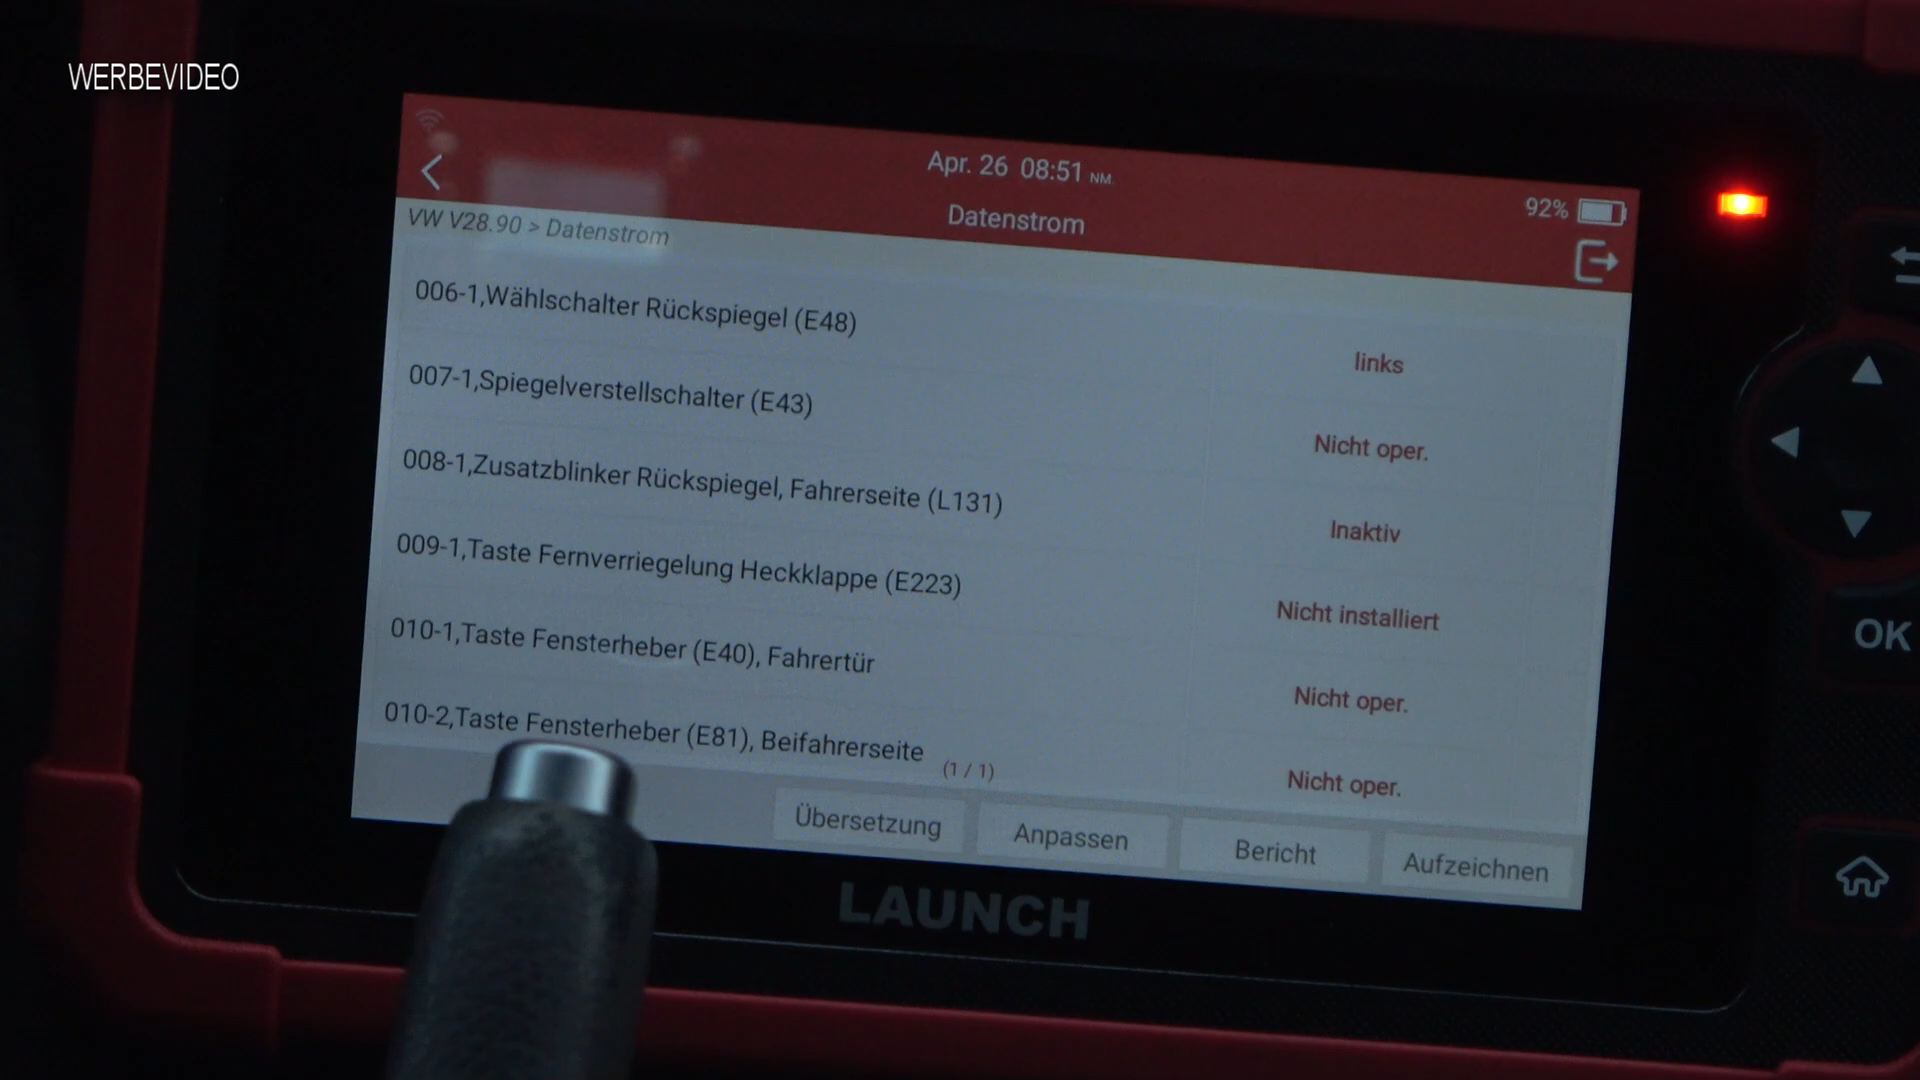 WERBEVIDEO
Apr. 26 08:51 NM.
92%
Datenstrom
VW V28.90 > Datenstrom
006-1,Wählschalter Rückspiegel (E48)
links
007-1,Spiegelverstellschalter (E43)
Nicht oper.
008-1,Zusatzblinker Rückspiegel, Fahrerseite (L131)
Inaktiv
009-1,Taste Fernverriegelung Heckklappe (E223)
Nicht installiert
010-1,Taste Fensterheber (E40), Fahrertür
Nicht oper.
010-2,Taste Fensterheber (E81), Beifahrerseite
Nicht oper.
(1 / 1)
Übersetzung
Anpassen
Bericht
Aufzeichnen
LAUNCH
OK